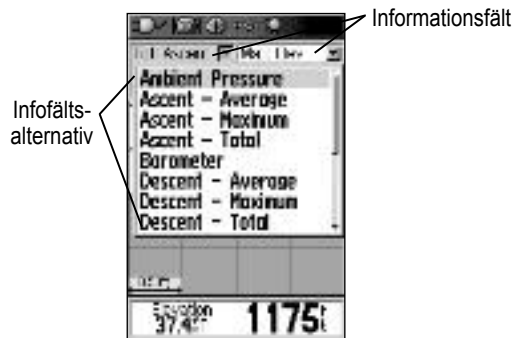 Informationsfält
Ambient Pressure
Ascent - Average
Ascent - Maximum
Ascent - Total
Barometer
Descent - Average
Descent - Maximum
Descent - Total
Infofälts-
alternativ
Elevation
1175